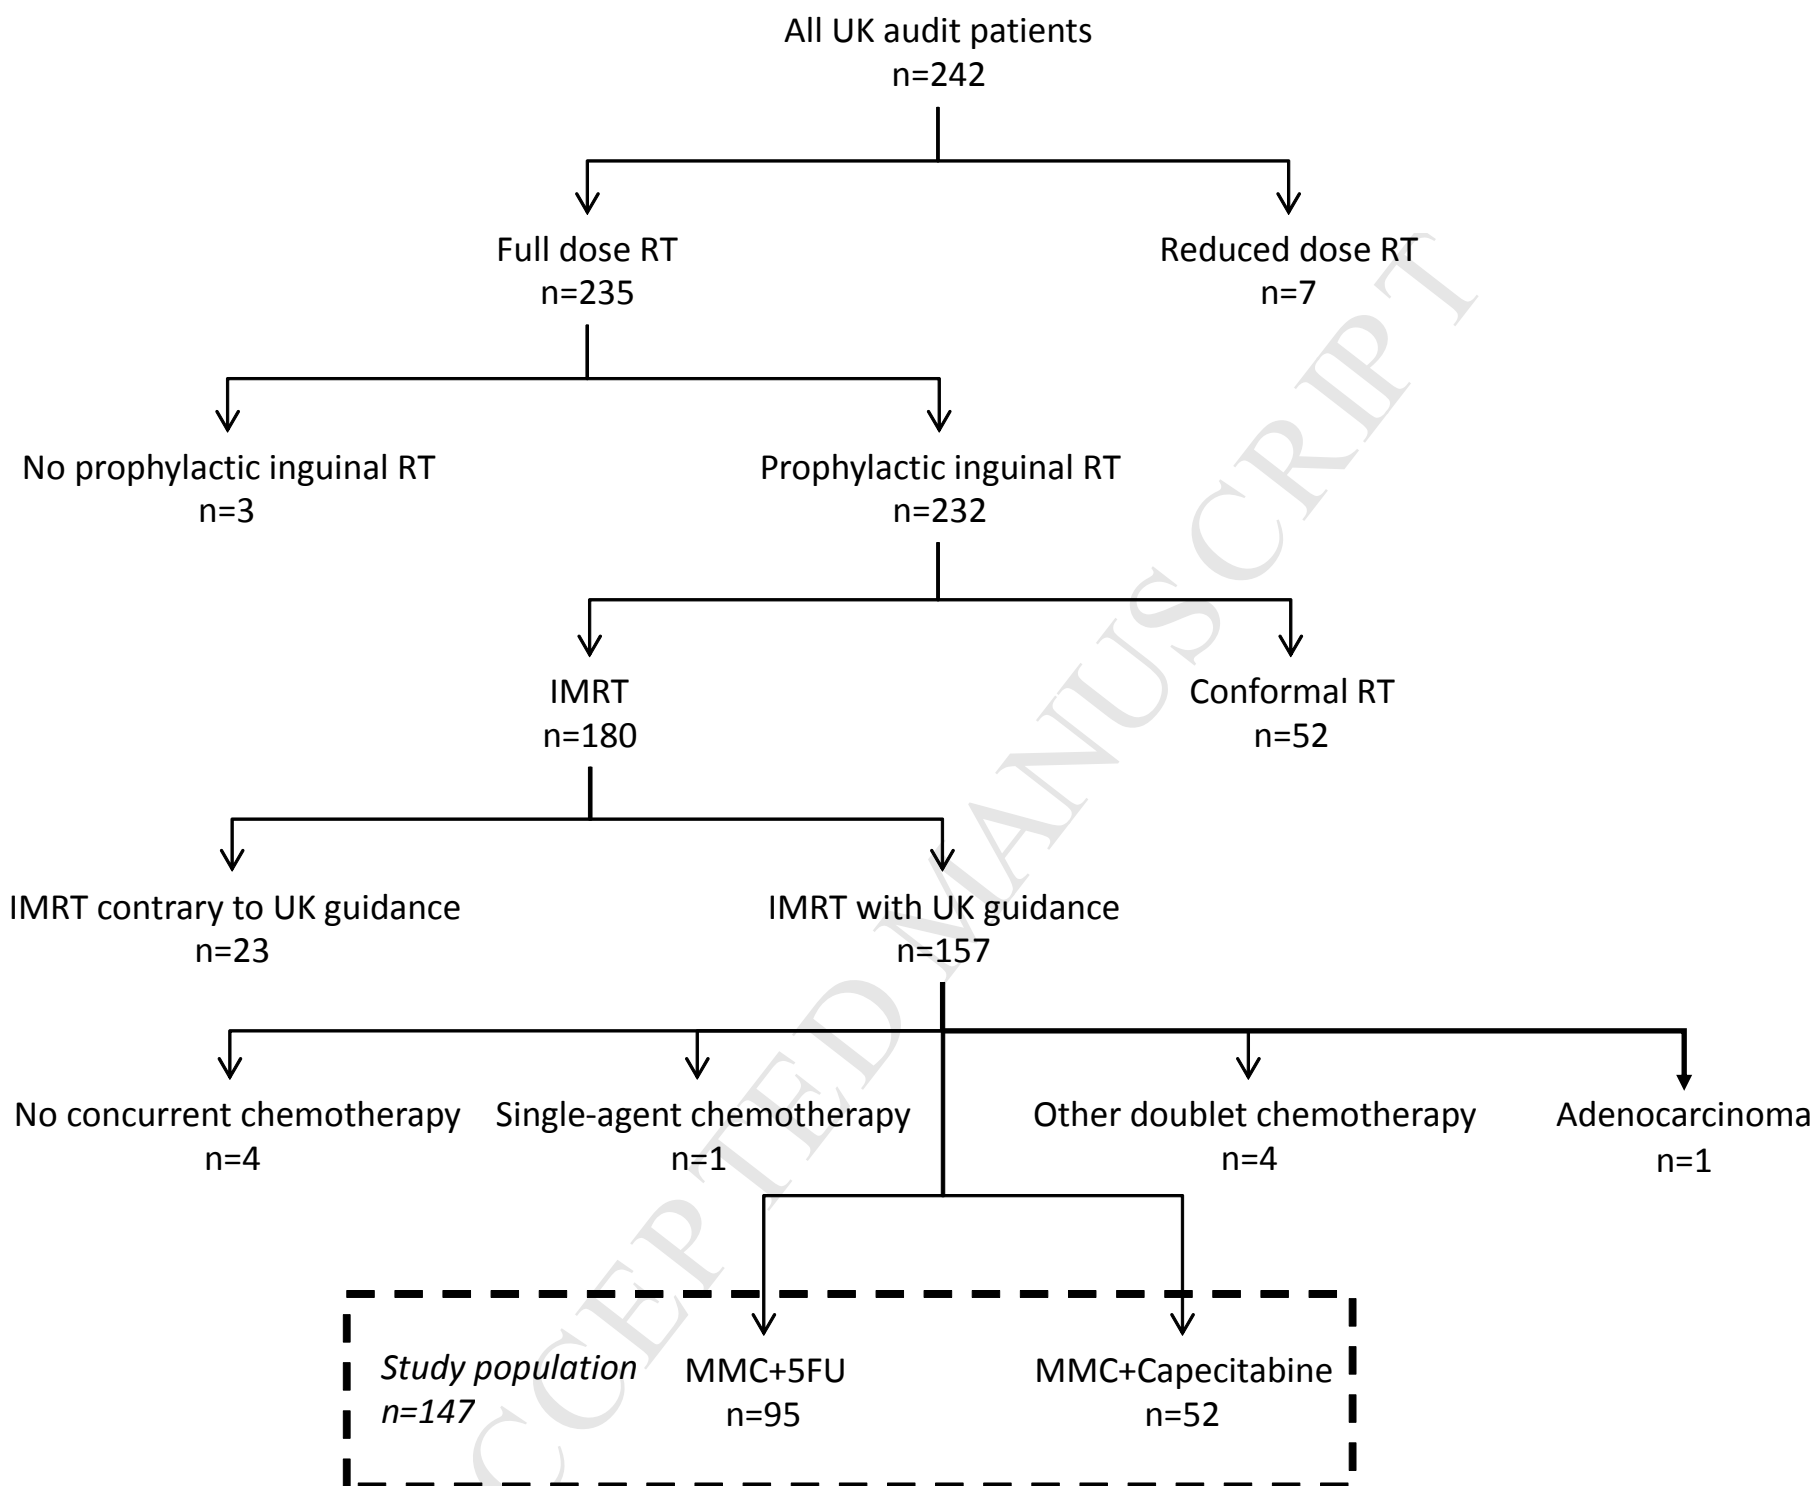 All UK audit patients
n=242
Full dose RT
n=235
Reduced dose RT
n=7
No prophylactic inguinal RT
n=3
Prophylactic inguinal RT
n=232
IMRT
n=180
Conformal RT
n=52
IMRT contrary to UK guidance
n=23
IMRT with UK guidance
n=157
No concurrent chemotherapy
n=4
Single-agent chemotherapy
n=1
Other doublet chemotherapy
n=4
Adenocarcinoma
n=1
Study population
n=147
MMC+5FU
n=95
MMC+Capecitabine
n=52
CCEPTED MANUSCRIPT